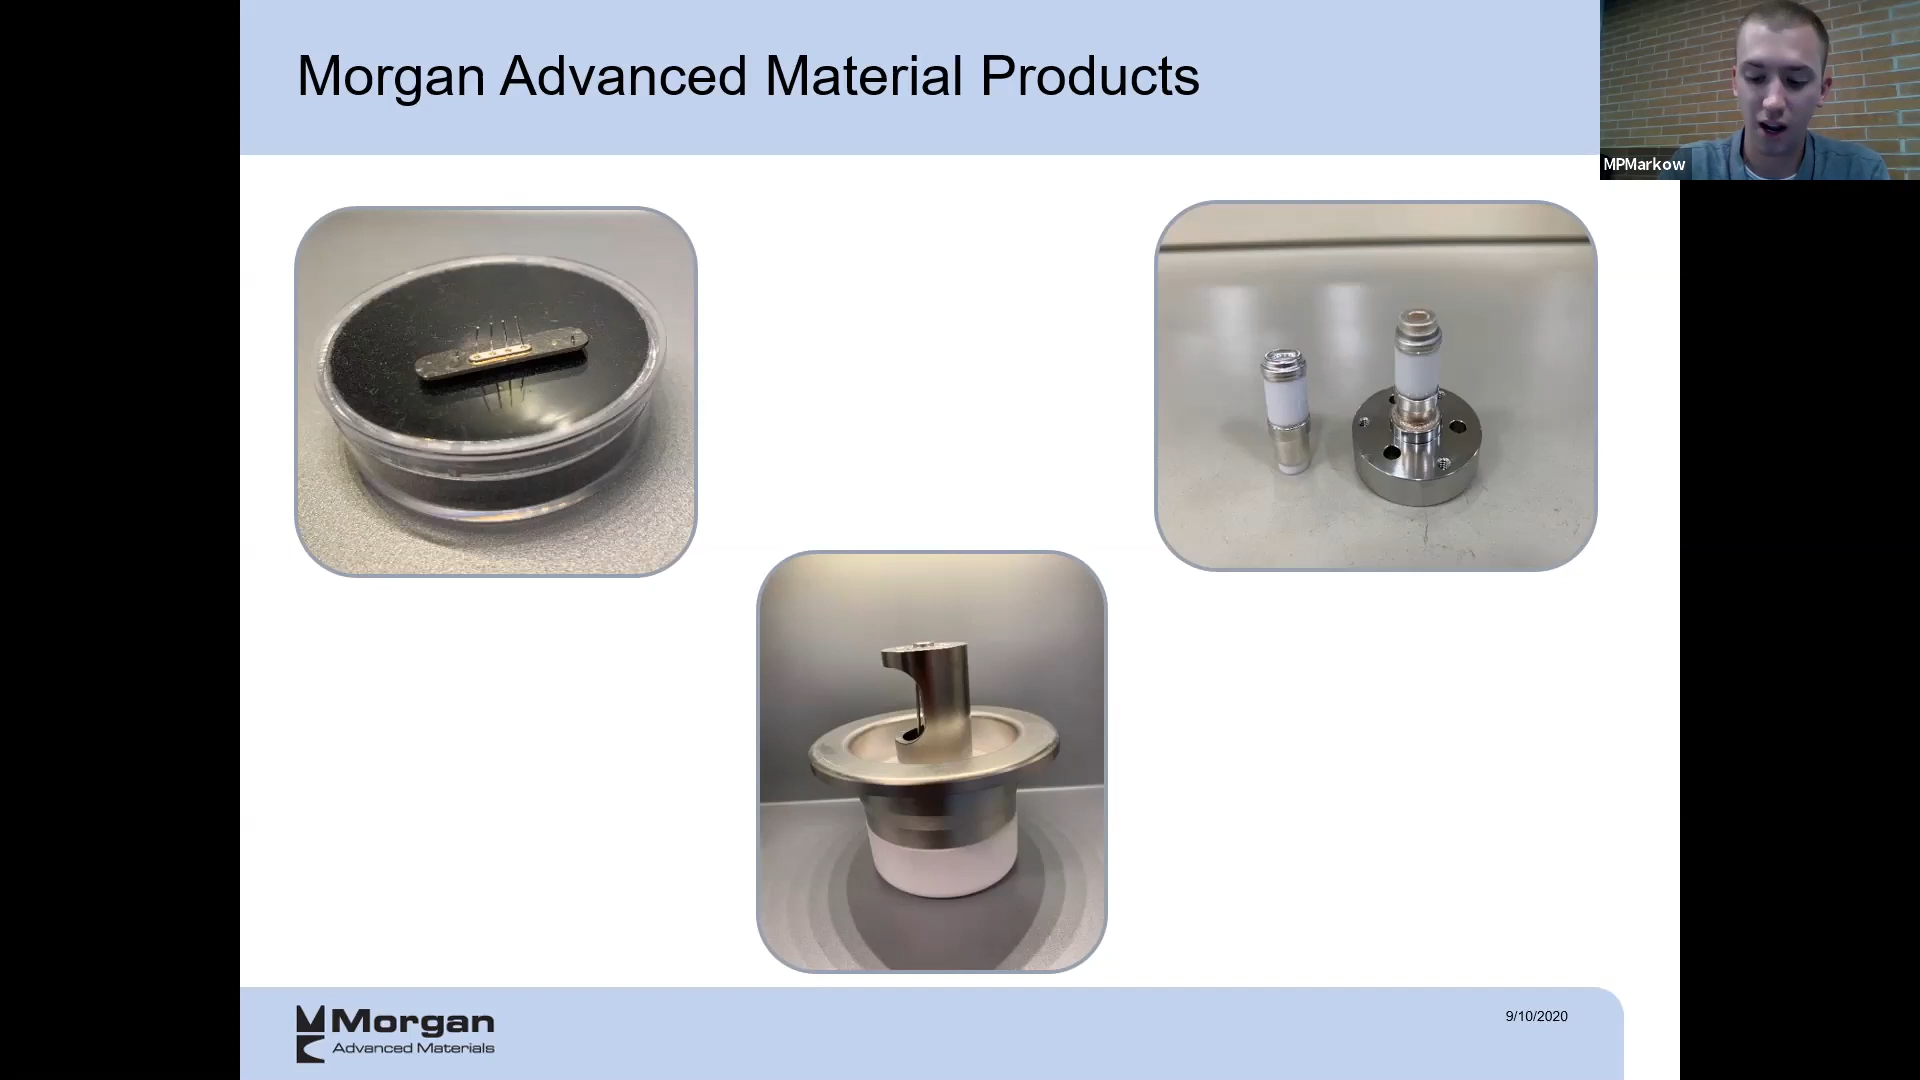 Morgan Advanced Material Products
MPMarkow
Morgan
Advanced Materials
9/10/2020